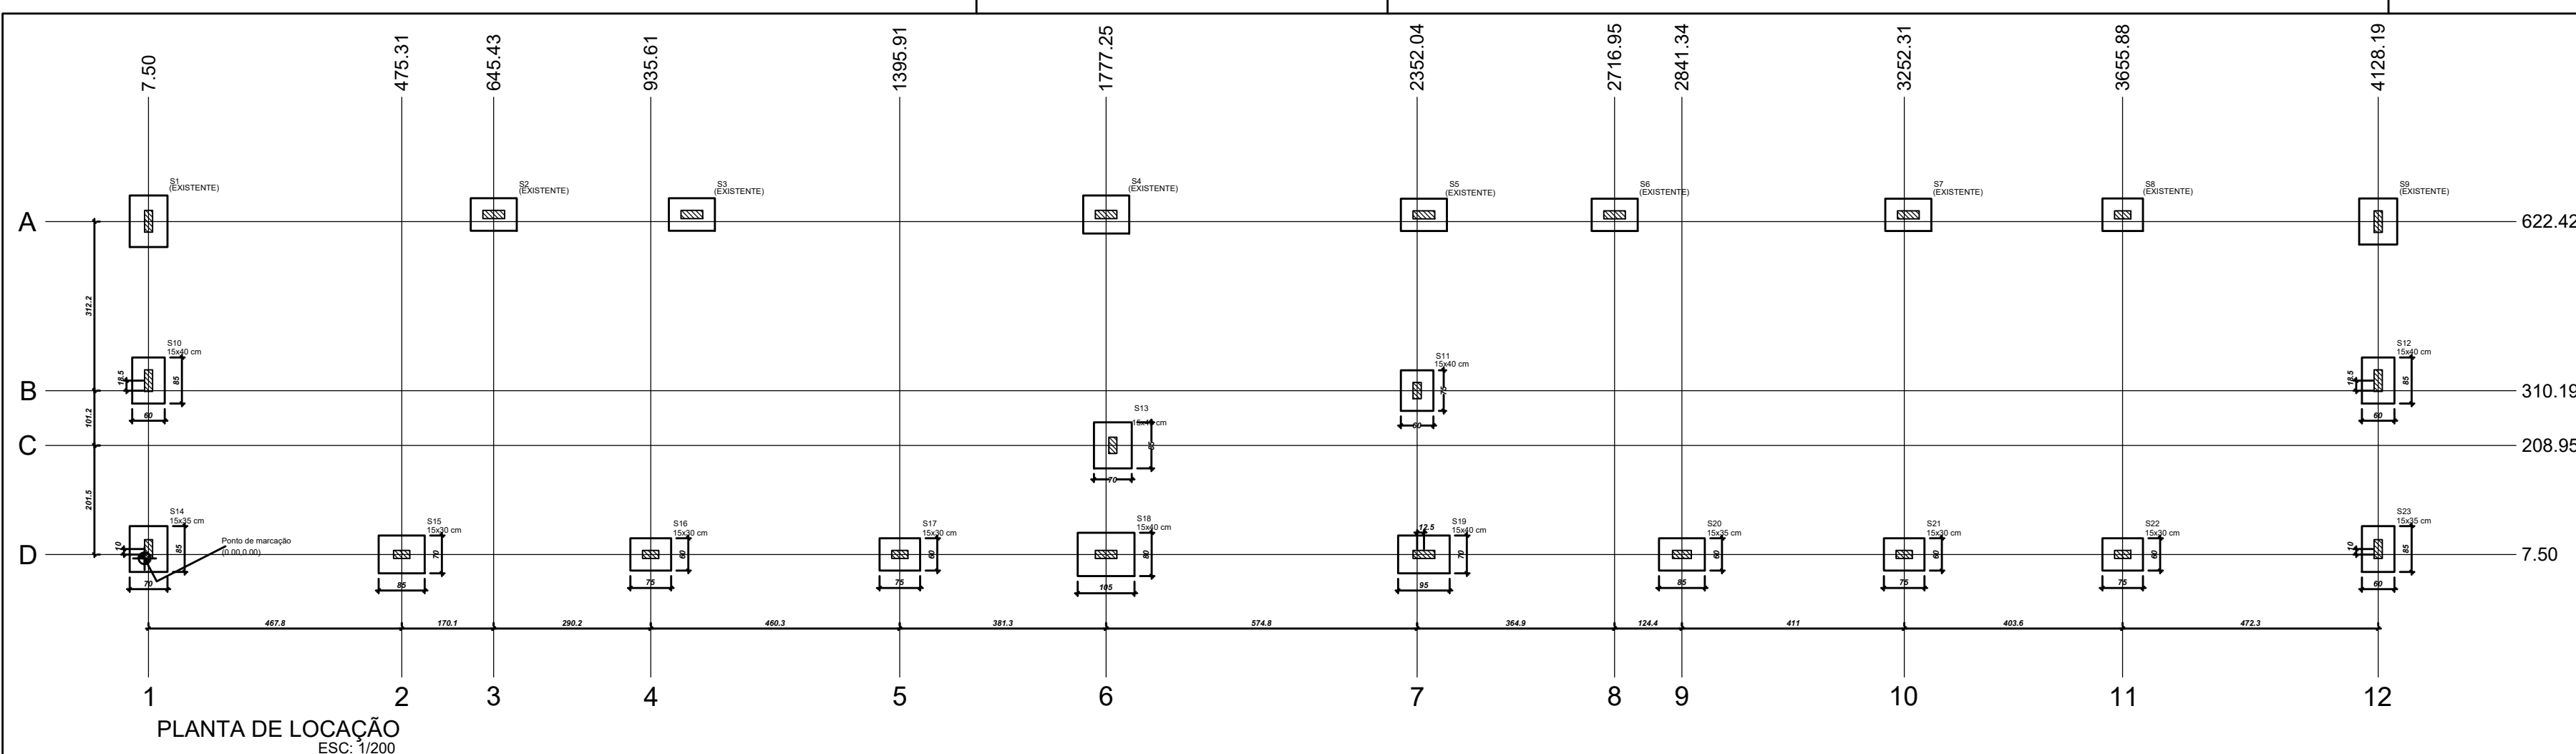 7.50
475.31
645.43
935.61
1395.91
1777.25
2352.04
2716.95
2841.34
3252.31
3655.88
4128.19
S1
(EXISTENTE)
S2
(EXISTENTE)
S3
(EXISTENTE)
S4
(EXISTENTE)
S5
(EXISTENTE)
S6
(EXISTENTE)
S7
(EXISTENTE)
S8
(EXISTENTE)
S9
(EXISTENTE)
A
622.42
312.2
S10
15x40 cm
18.5
85
60
S11
15x40 cm
75
60
S12
15x40 cm
18.5
85
60
B
310.19
101.2
S13
15x40 cm
85
70
C
208.95
201.5
S14
15x35 cm
10
85
70
Ponto de marcação
(0.00,0.00)
S15
15x30 cm
70
85
S16
15x30 cm
60
75
S17
15x30 cm
60
75
S18
15x40 cm
80
105
12.5
S19
15x40 cm
70
95
S20
15x35 cm
60
85
S21
15x30 cm
60
75
S22
15x30 cm
60
75
S23
15x35 cm
10
85
60
D
7.50
467.8
170.1
290.2
460.3
381.3
574.8
364.9
124.4
411
403.6
472.3
1
2
3
4
5
6
7
8
9
10
11
12
PLANTA DE LOCAÇÃO
ESC: 1/200